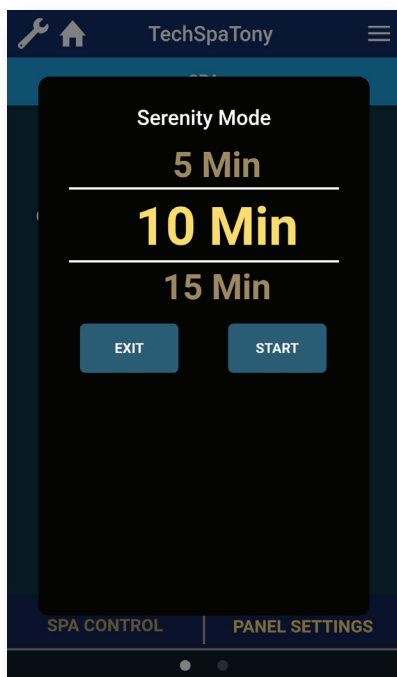 TechSpaTony
Serenity Mode
5 Min
10 Min
15 Min
EXIT START
SPA CONTROL PANEL SETTINGS